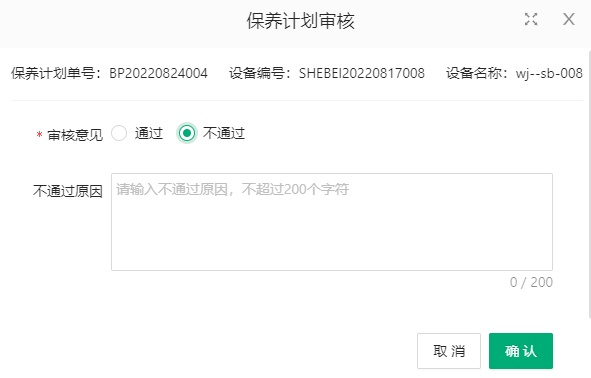 保养计划审核
保养计划单号：BP20220824004 设备编号：SHEBEI20220817008 设备名称：wj--sb-008
* 审核意见 通过 不通过
不通过原因 请输入不通过原因，不超过200个字符
0 / 200
取 消 确 认